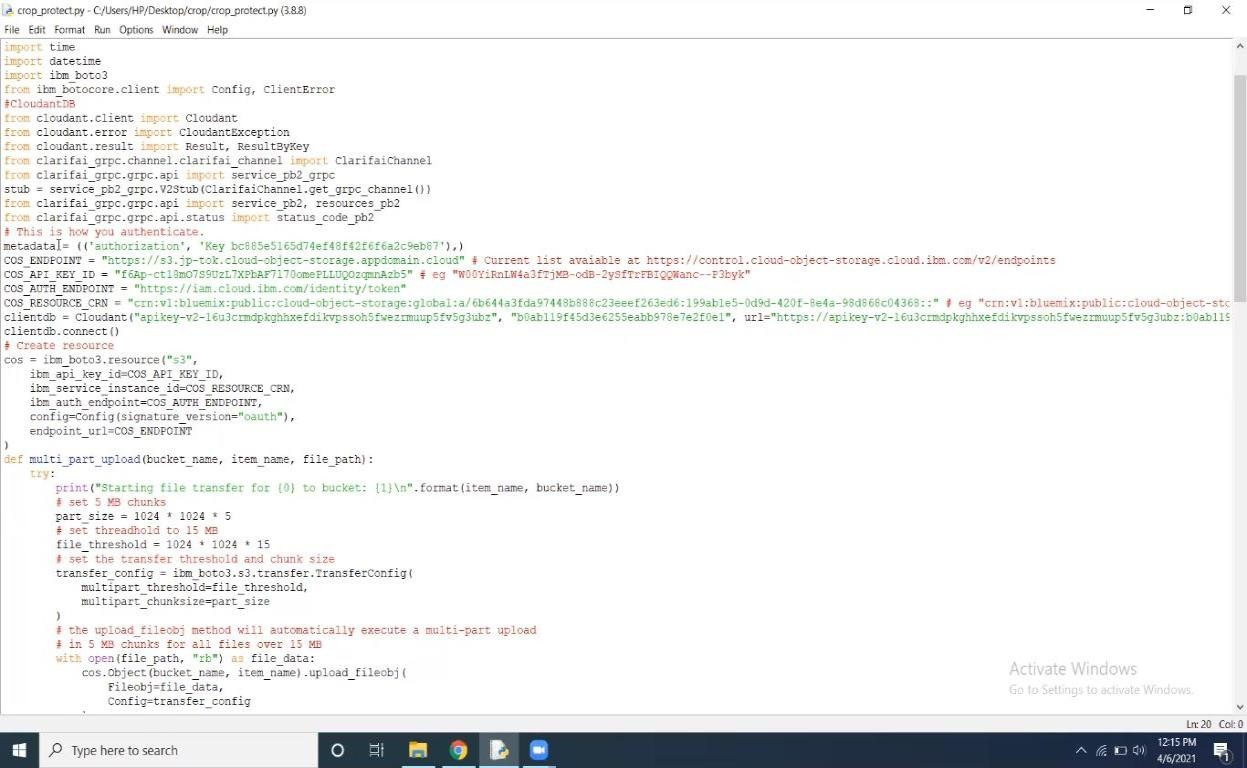 crop_protect.py - C:/Users/HP/Desktop/crop/crop_protect.py (3.8.8)
File Edit Format Run Options Window Help
import time
import datetime
import ibm_boto3
from ibm_botocore.client import Config, ClientError
#CloudantDB
from cloudant.client import Cloudant
from cloudant.error import CloudantException
from cloudant.result import Result, ResultByKey
from clarifai_grpc.channel.clarifai_channel import ClarifaiChannel
from clarifai_grpc.grpc.api import service_pb2_grpc
stub = service_pb2_grpc.V2Stub(ClarifaiChannel.get_grpc_channel())
from clarifai_grpc.grpc.api import service_pb2, resources_pb2
from clarifai_grpc.grpc.api.status import status_code_pb2
# This is how you authenticate.
metadata = (('authorization', 'Key bc885e5165d74ef48f42f6f6a2c9eb87'),)
COS_ENDPOINT = "https://s3.jp-tok.cloud-object-storage.appdomain.cloud" # Current list avaiable at https://control.cloud-object-storage.cloud.ibm.com/v2/endpoints
COS_API_KEY_ID = "f6Ap-ct18mO7S9UzL7XPbAF7l70omePLLUQOzqmnAzb5" # eg "W00YiRnLW4a3fTjMB-odB-2ySfTrFBIQQWanc--P3byk"
COS_AUTH_ENDPOINT = "https://iam.cloud.ibm.com/identity/token"
COS_RESOURCE_CRN = "crn:v1:bluemix:public:cloud-object-storage:global:a/6b644a3fda97448b888c23eeef263ed6:199ab1e5-0d9d-420f-8e4a-98d868c04368::" # eg "crn:v1:bluemix:public:cloud-object-sto
clientdb = Cloudant("apikey-v2-16u3crmdpkghhxefdikvpssoh5fwezrmuup5fv5g3ubz", "b0ab119f45d3e6255eabb978e7e2f0e1", url="https://apikey-v2-16u3crmdpkghhxefdikvpssoh5fwezrmuup5fv5g3ubz:b0ab119
clientdb.connect()
# Create resource
cos = ibm_boto3.resource("s3",
    ibm_api_key_id=COS_API_KEY_ID,
    ibm_service_instance_id=COS_RESOURCE_CRN,
    ibm_auth_endpoint=COS_AUTH_ENDPOINT,
    config=Config(signature_version="oauth"),
    endpoint_url=COS_ENDPOINT
)
def multi_part_upload(bucket_name, item_name, file_path):
    try:
        print("Starting file transfer for {0} to bucket: {1}\n".format(item_name, bucket_name))
        # set 5 MB chunks
        part_size = 1024 * 1024 * 5
        # set threadhold to 15 MB
        file_threshold = 1024 * 1024 * 15
        # set the transfer threshold and chunk size
        transfer_config = ibm_boto3.s3.transfer.TransferConfig(
            multipart_threshold=file_threshold,
            multipart_chunksize=part_size
        )
        # the upload_fileobj method will automatically execute a multi-part upload
        # in 5 MB chunks for all files over 15 MB
        with open(file_path, "rb") as file_data:
            cos.Object(bucket_name, item_name).upload_fileobj(
                Fileobj=file_data,
                Config=transfer_config
Activate Windows
Go to Settings to activate Windows.
Ln: 20 Col: 0
Type here to search
12:15 PM
4/6/2021
1